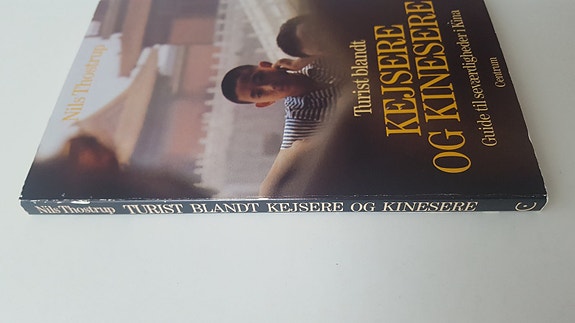 Nils Thostrup
Turist blandt
KEJSERE
OG KINESERE
Guide til seværdigheder i Kina
Centrum
Nils Thostrup TURIST BLANDT KEJSERE OG KINESERE